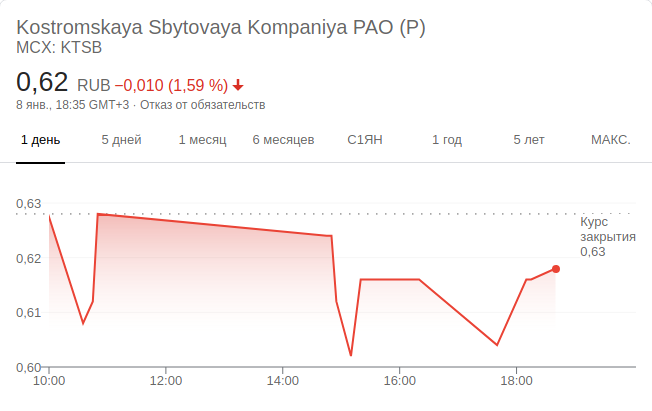 Kostromskaya Sbytovaya Kompaniya PAO (P)
MCX: KTSB
0,62 RUB −0,010 (1,59 %)
8 янв., 18:35 GMT+3 · Отказ от обязательств
1 день 5 дней 1 месяц 6 месяцев С1ЯН 1 год 5 лет МАКС.
0,63
Курс
закрытия
0,63
0,62
0,61
0,60
10:00 12:00 14:00 16:00 18:00